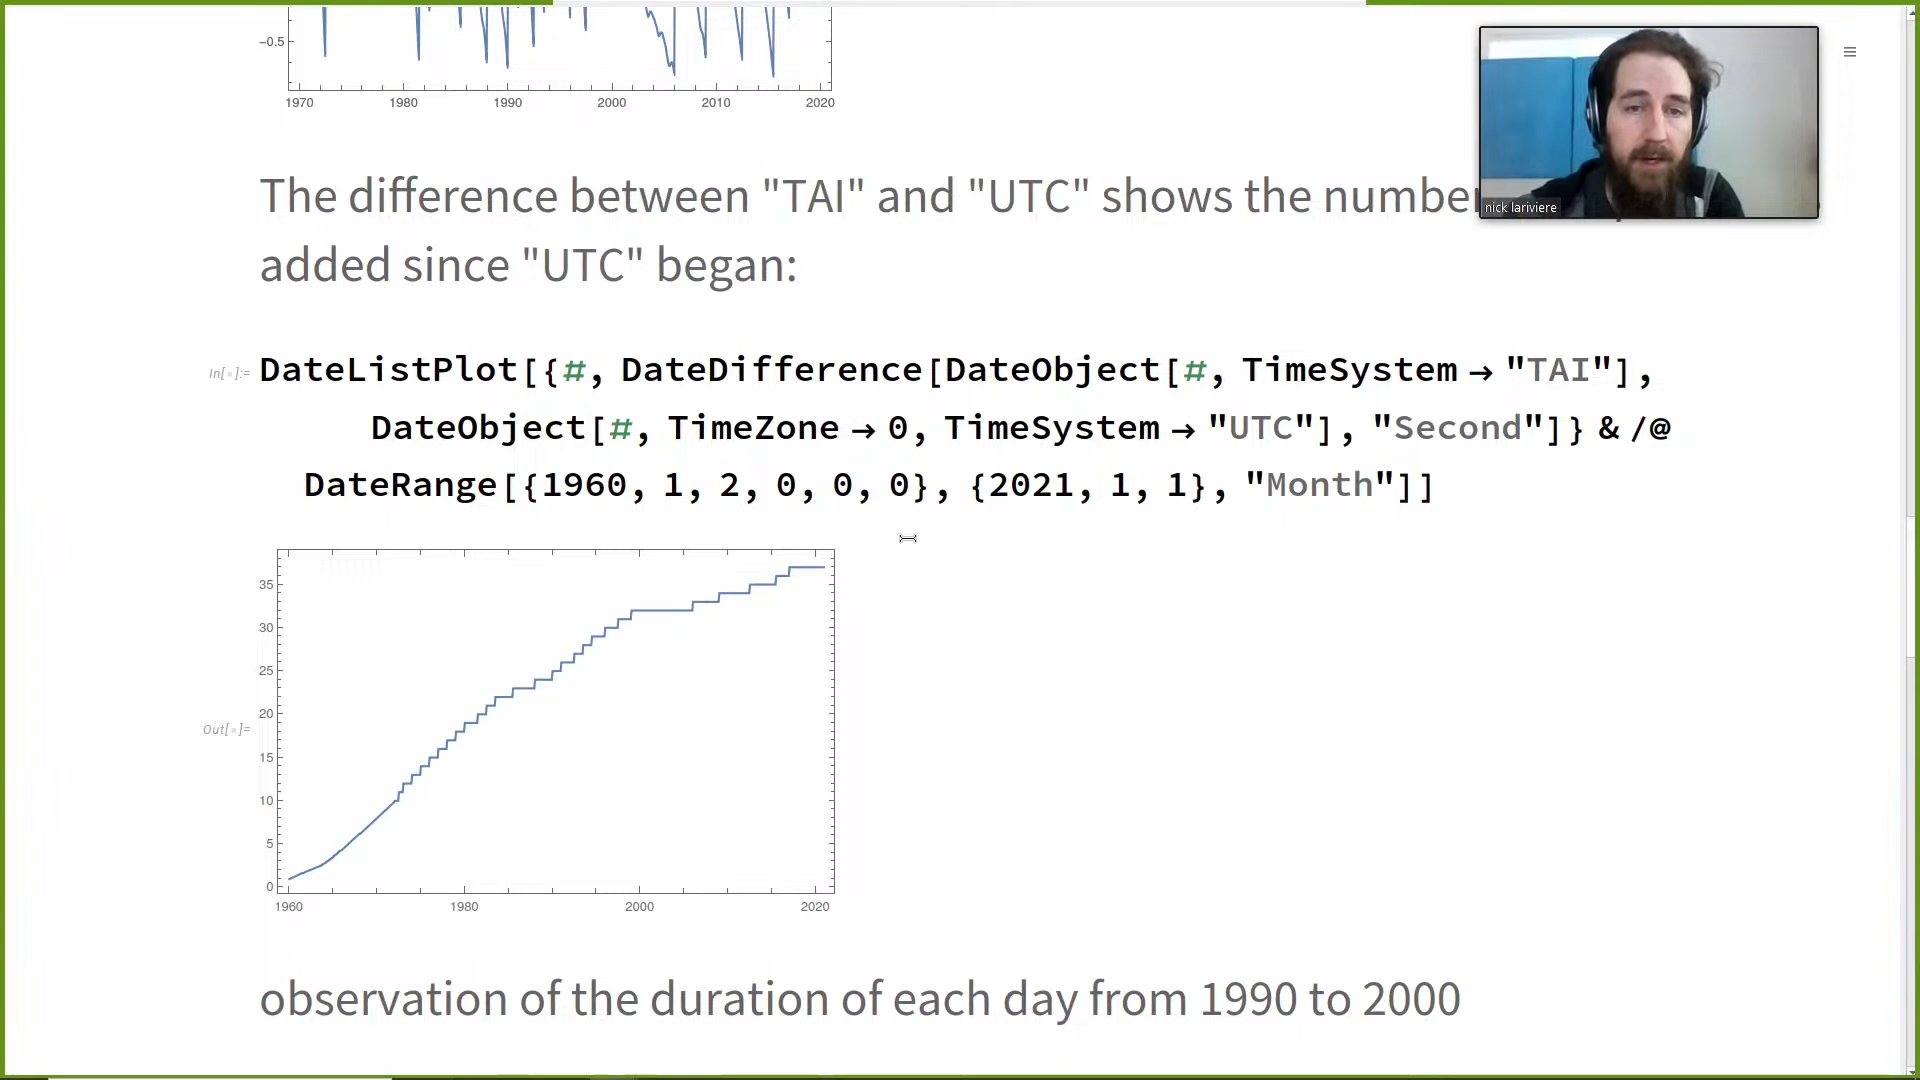 -0.5
1970 1980 1990 2000 2010 2020
nick lariviere
The difference between "TAI" and "UTC" shows the number
added since "UTC" began:
In[ ]:= DateListPlot[{#, DateDifference[DateObject[#, TimeSystem → "TAI"],
DateObject[#, TimeZone → 0, TimeSystem → "UTC"], "Second"]} & /@
DateRange[{1960, 1, 2, 0, 0, 0}, {2021, 1, 1}, "Month"]]
Out[ ]=
35
30
25
20
15
10
5
0
1960 1980 2000 2020
observation of the duration of each day from 1990 to 2000